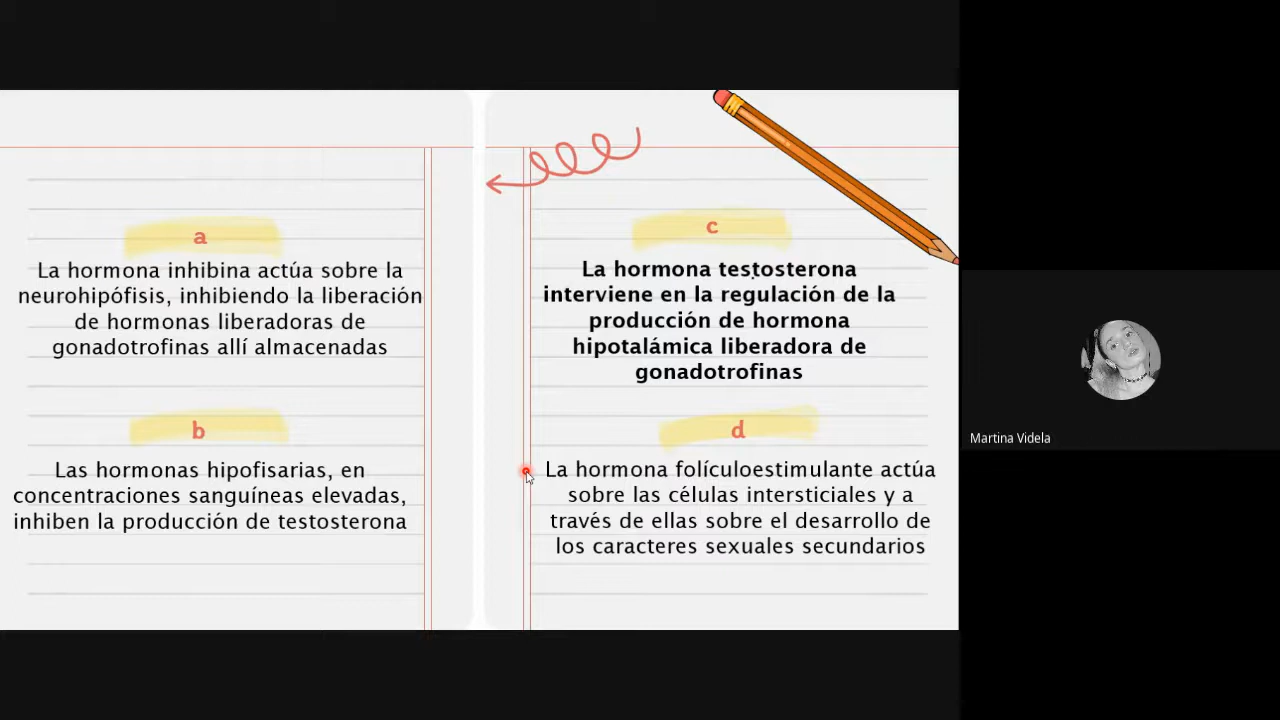 a
La hormona inhibina actúa sobre la
neurohipófisis, inhibiendo la liberación
de hormonas liberadoras de
gonadotrofinas allí almacenadas
b
Las hormonas hipofisarias, en
concentraciones sanguíneas elevadas,
inhiben la producción de testosterona
c
La hormona testosterona
interviene en la regulación de la
producción de hormona
hipotalámica liberadora de
gonadotrofinas
d
La hormona folículoestimulante actúa
sobre las células intersticiales y a
través de ellas sobre el desarrollo de
los caracteres sexuales secundarios
Martina Videla